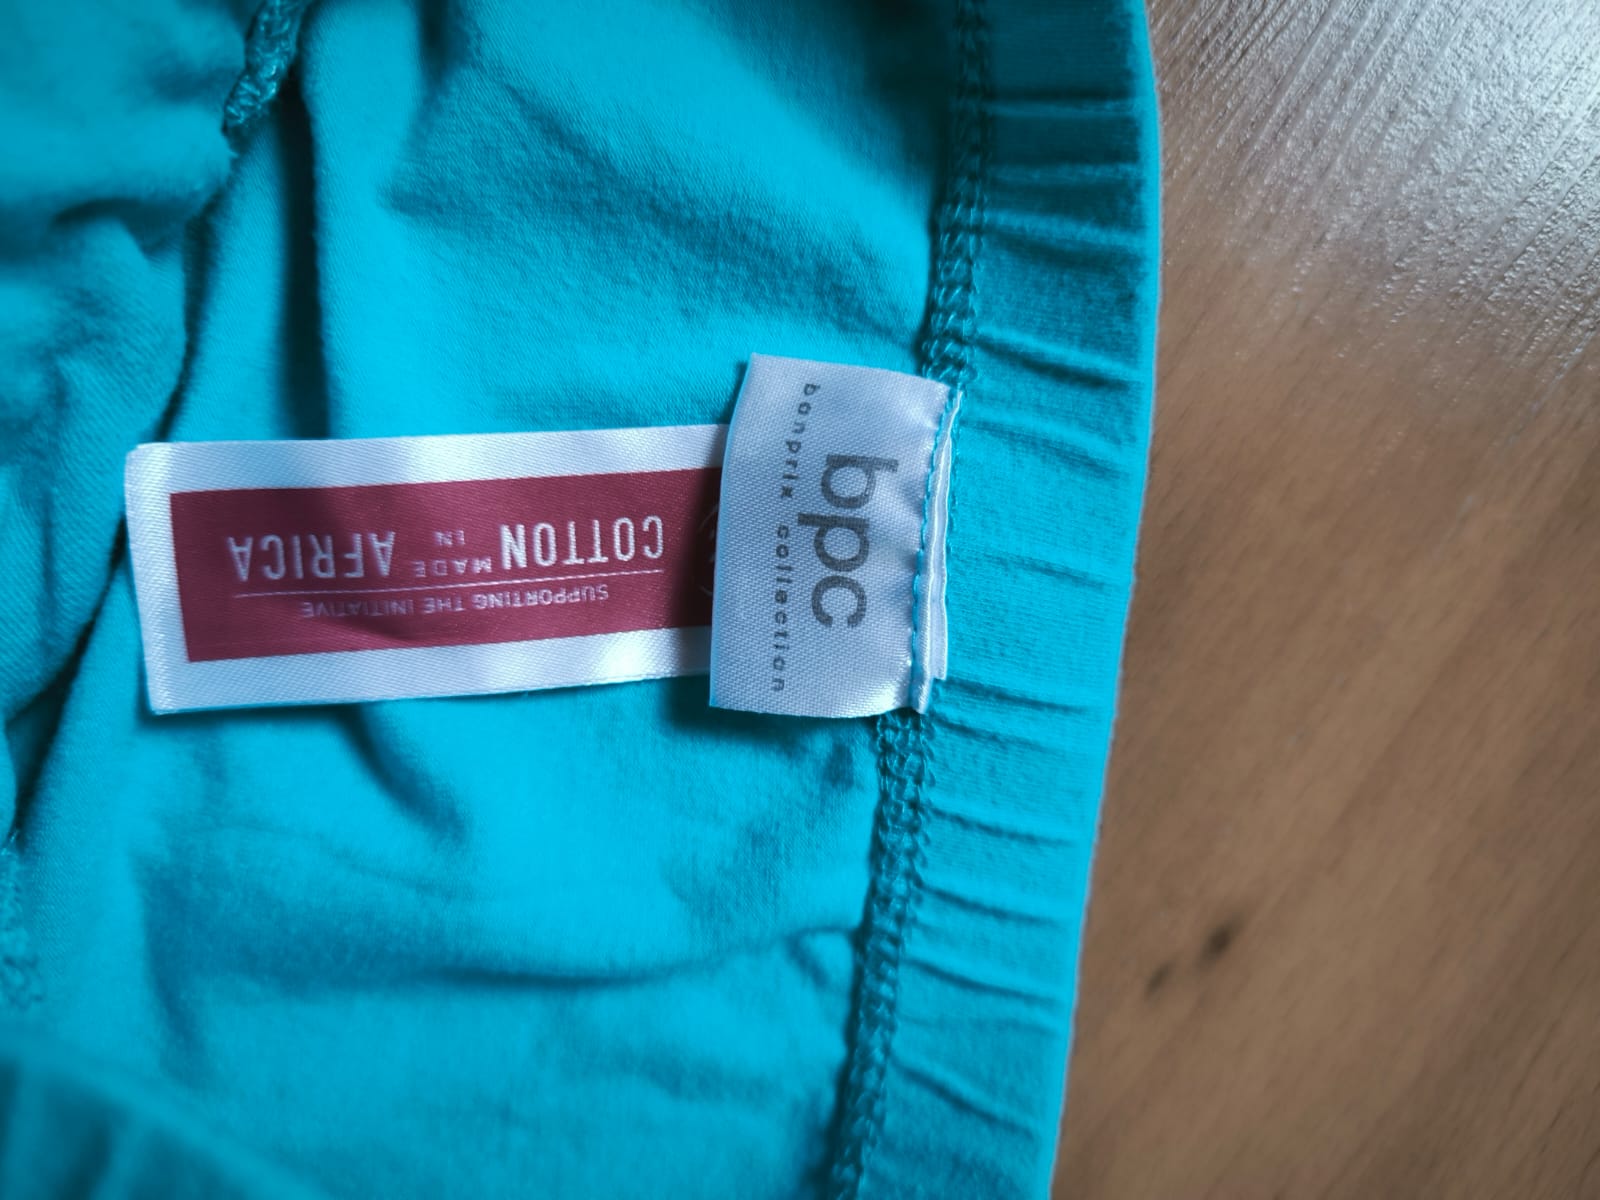 bpc
bonprix collection
SUPPORTING THE INITIATIVE
COTTON MADE IN AFRICA